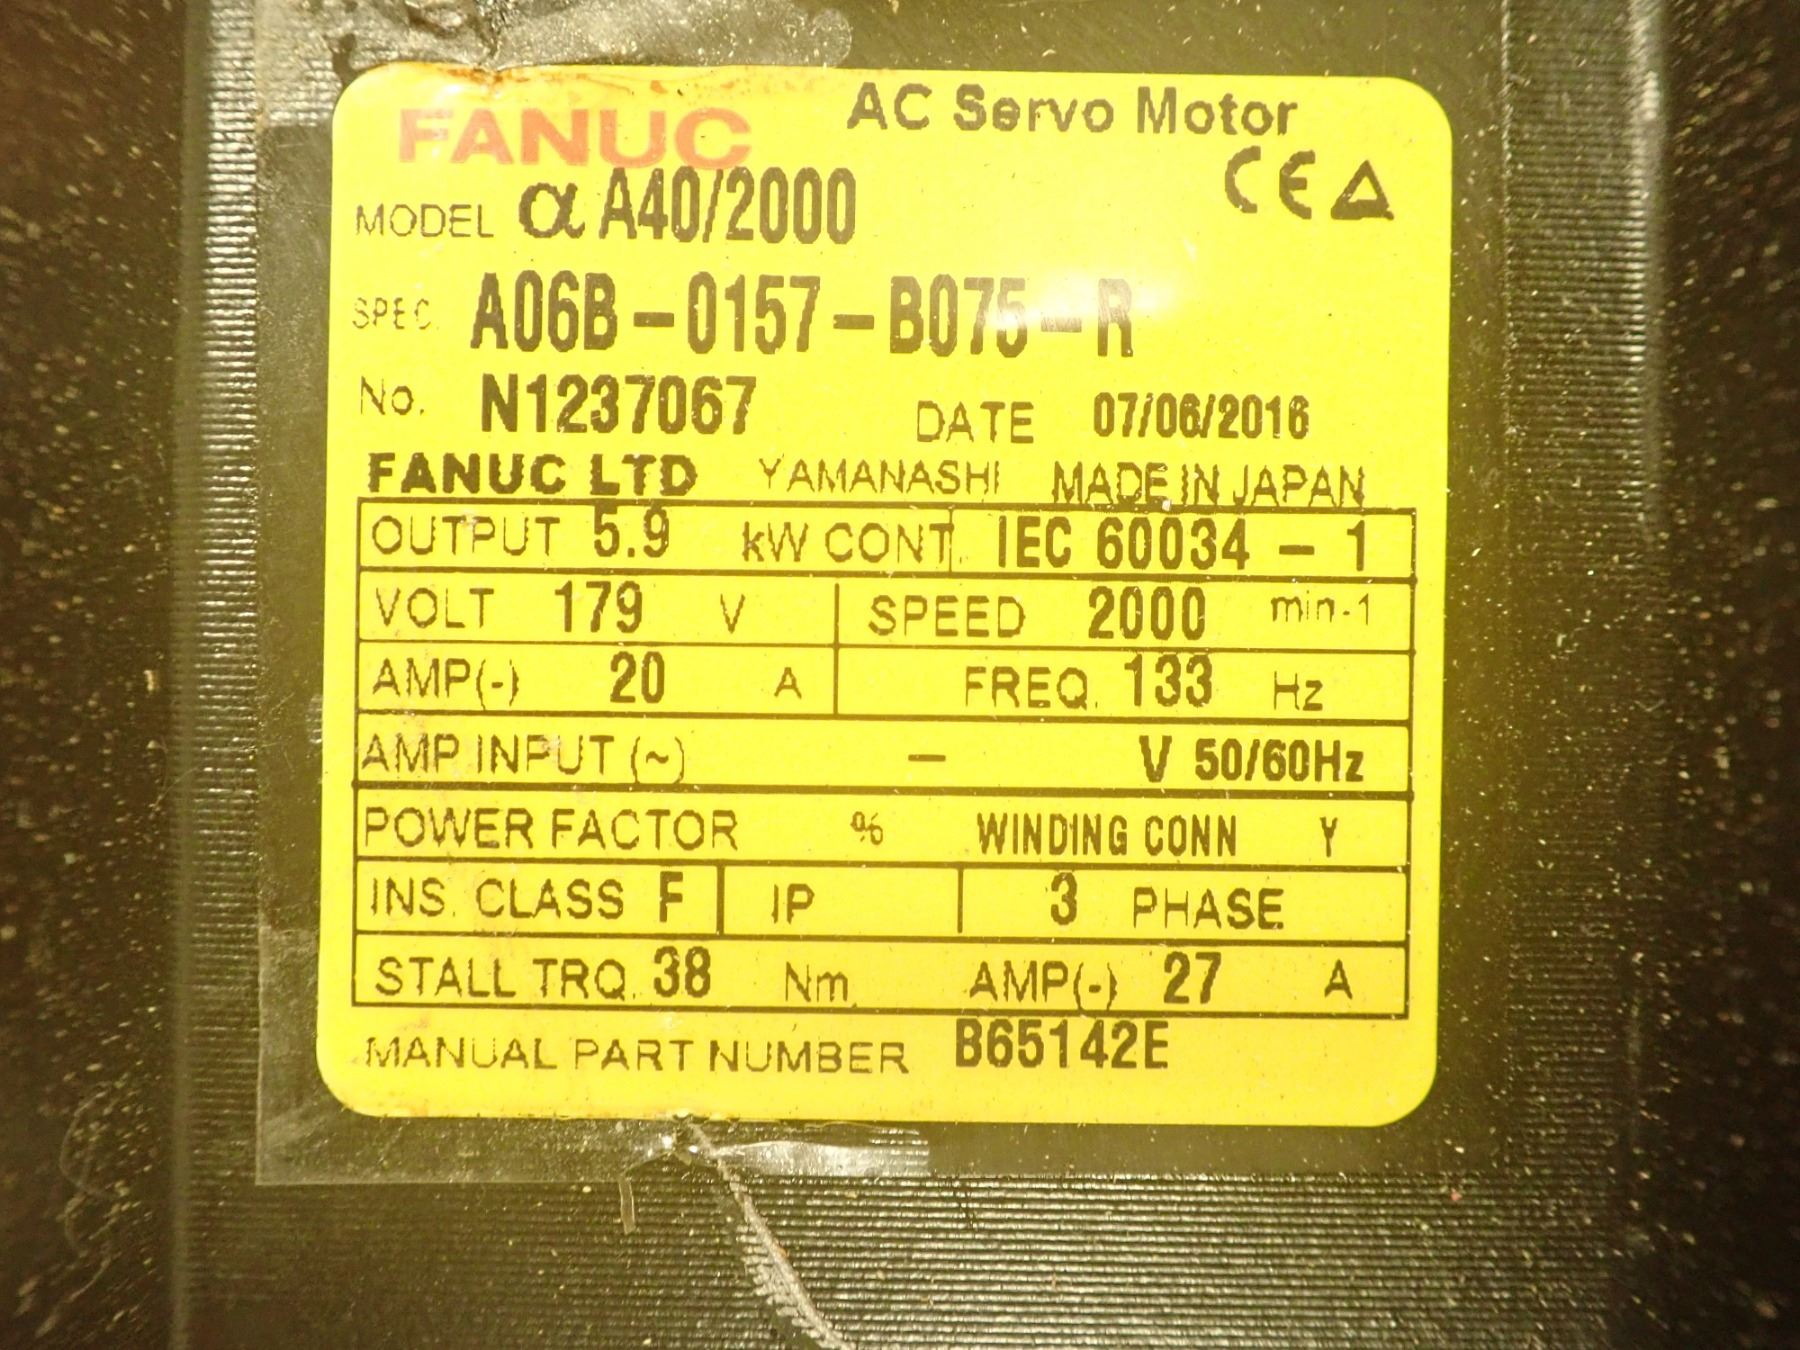 FANUC AC Servo Motor
MODEL α A40/2000 CE
SPEC. A06B-0157-B075-R
No. N1237067 DATE 07/06/2016
FANUC LTD YAMANASHI MADE IN JAPAN
OUTPUT 5.9 kW CONT. IEC 60034-1
VOLT 179 V SPEED 2000 min-1
AMP(-) 20 A FREQ. 133 Hz
AMP INPUT (~) - V 50/60Hz
POWER FACTOR % WINDING CONN Y
INS. CLASS F IP 3 PHASE
STALL TRQ. 38 Nm AMP(-) 27 A
MANUAL PART NUMBER B65142E